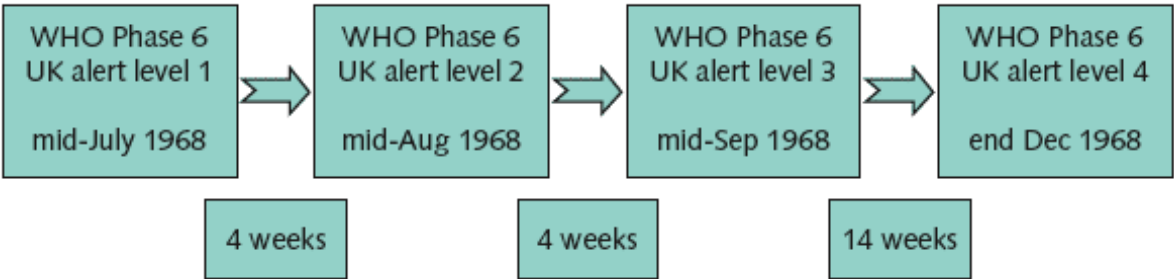 WHO Phase 6
UK alert level 1
mid-July 1968
WHO Phase 6
UK alert level 2
mid-Aug 1968
WHO Phase 6
UK alert level 3
mid-Sep 1968
WHO Phase 6
UK alert level 4
end Dec 1968
4 weeks
4 weeks
14 weeks